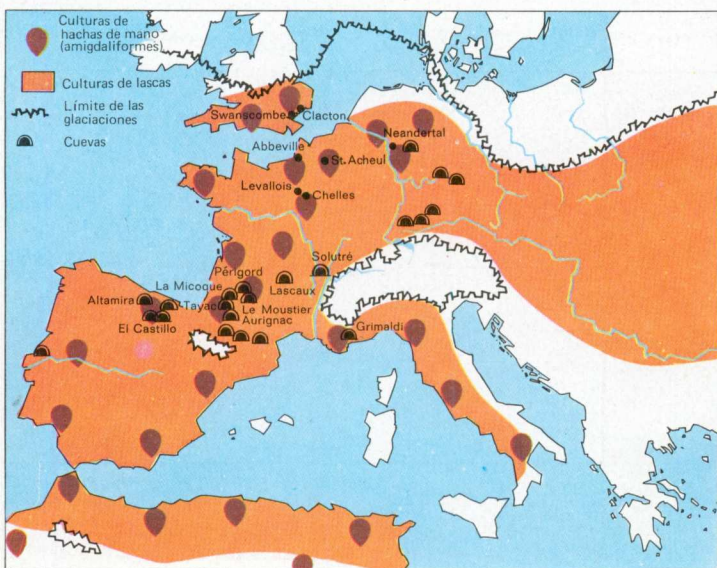 Culturas de
hachas de mano
(amigdaliformes)
Culturas de lascas
Límite de las
glaciaciones
Cuevas
Swanscombe
Clacton
Abbeville
St. Acheul
Neandertal
Levallois
Chelles
Solutré
Périgord
La Micoque
Lascaux
Altamira
Tayac
Le Moustier
El Castillo
Aurignac
Grimaldi